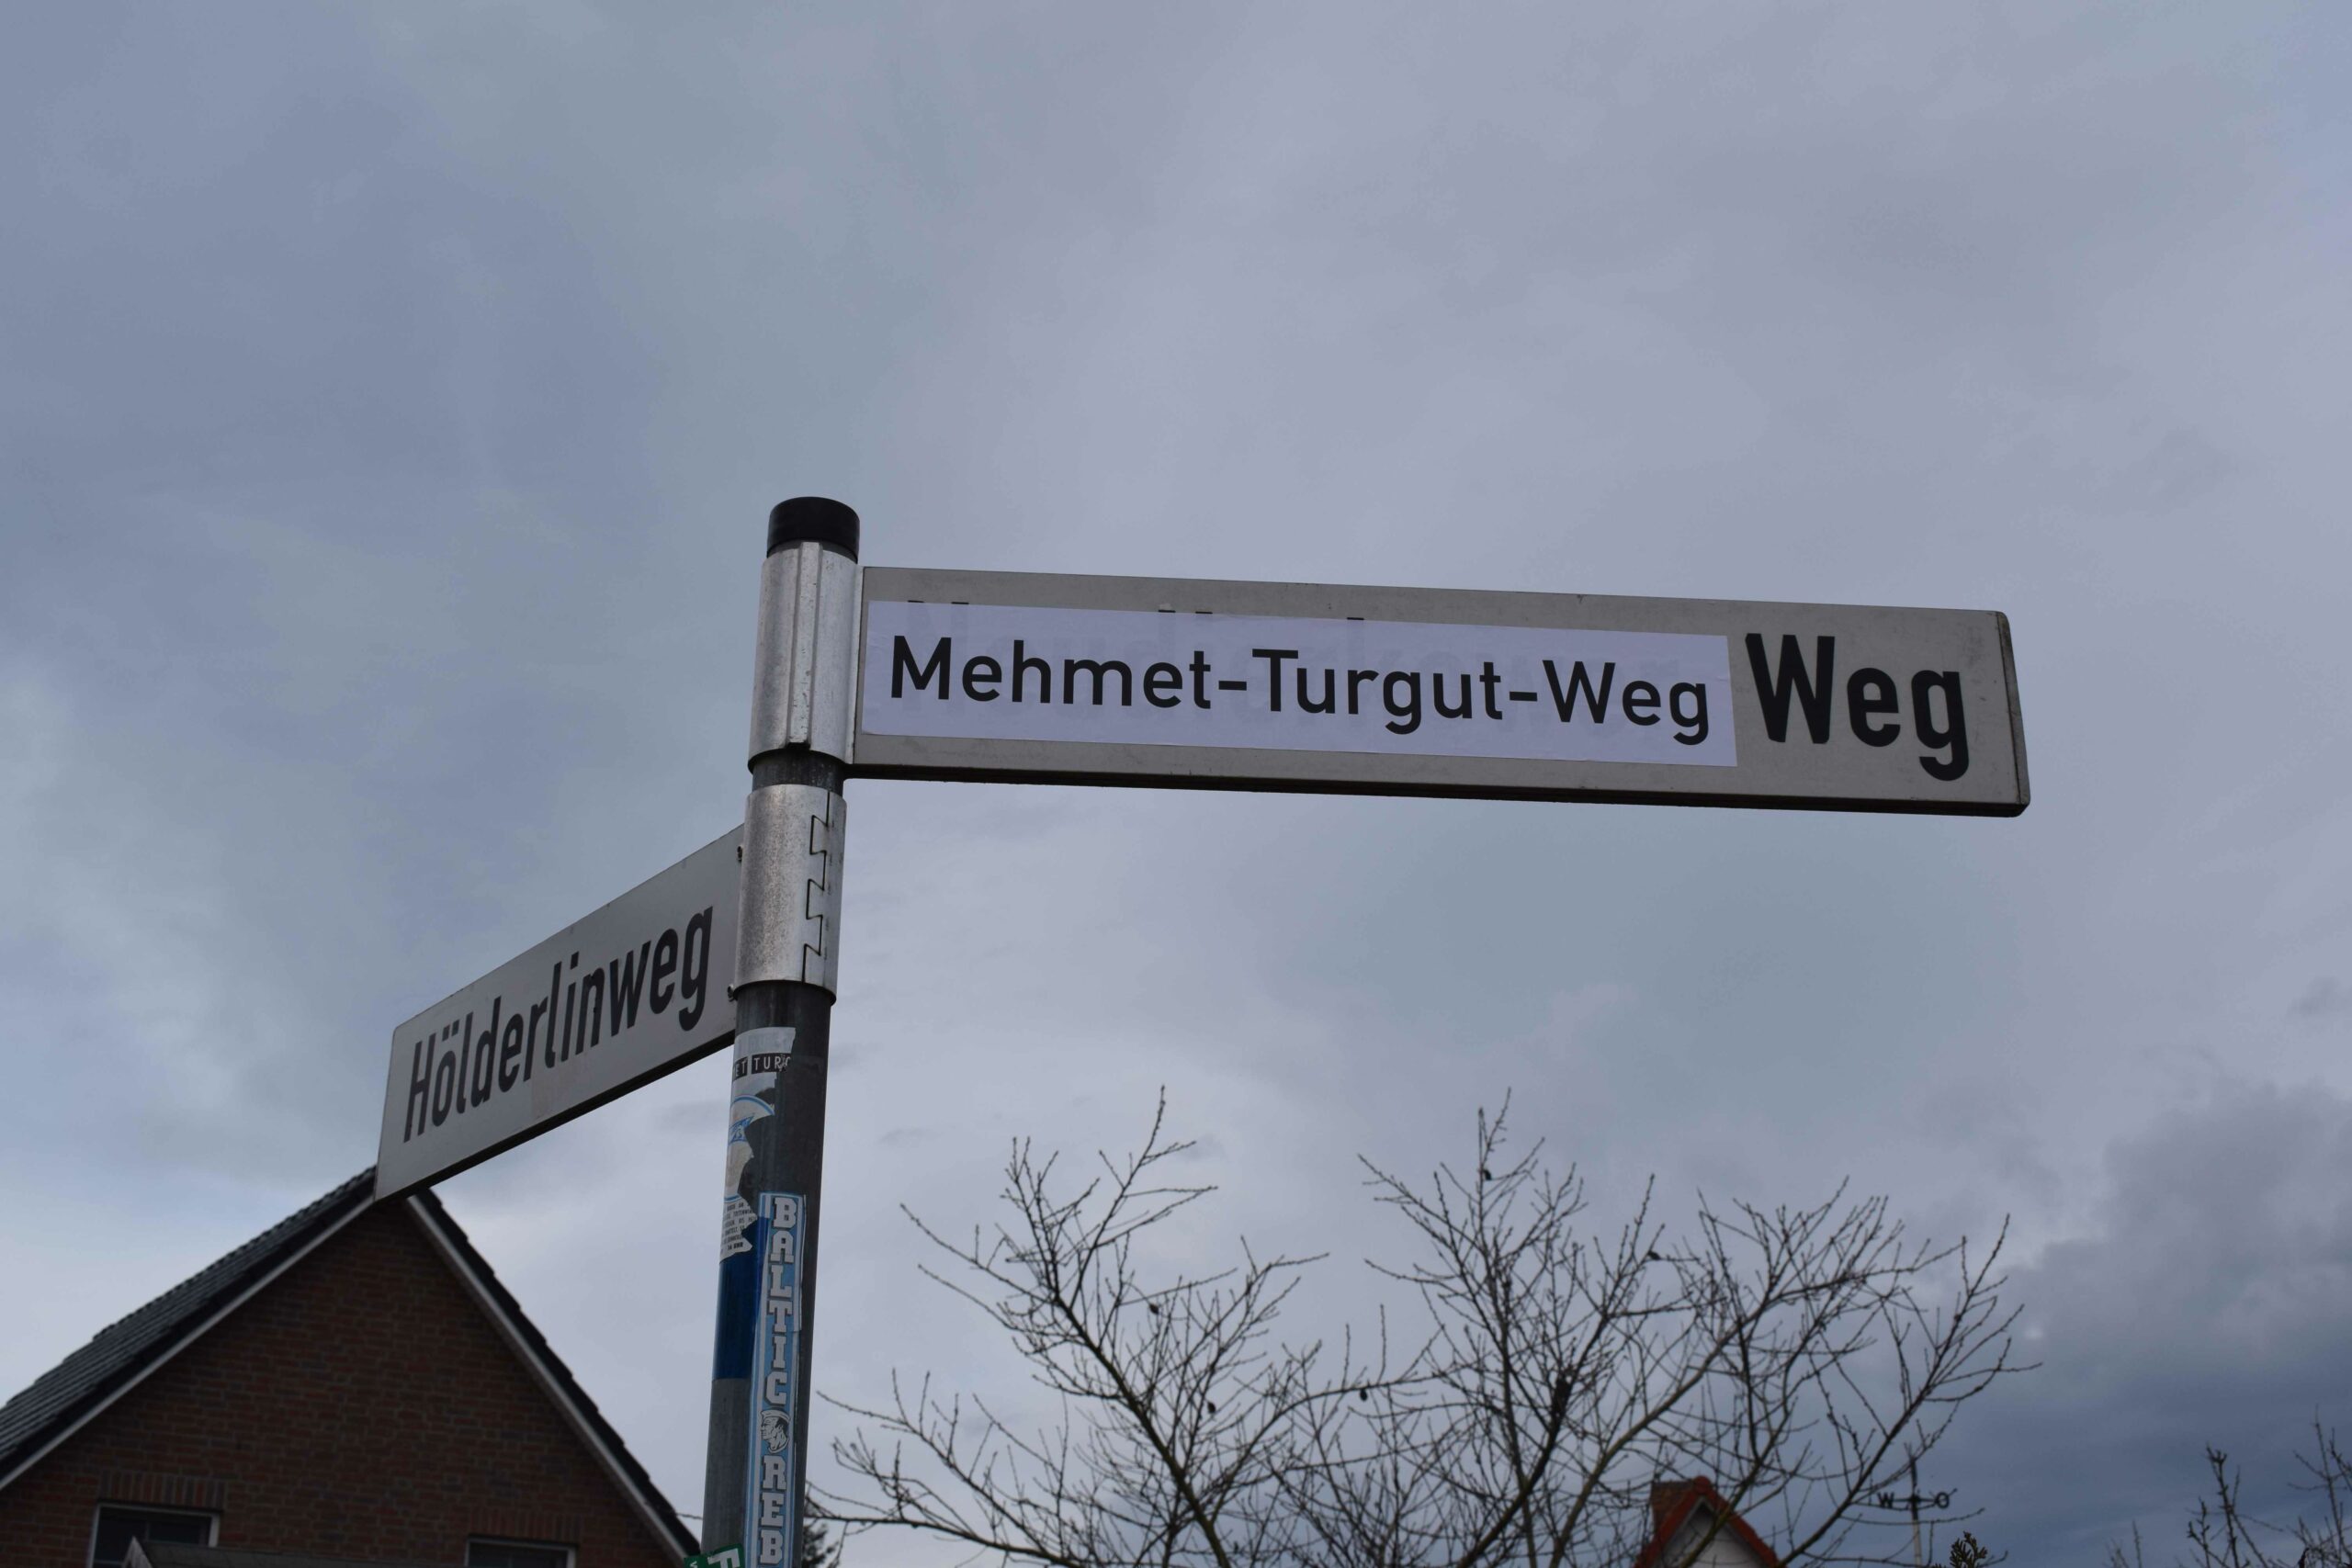 Mehmet-Turgut-Weg Weg
Hölderlinweg
BALTIC REB
W O